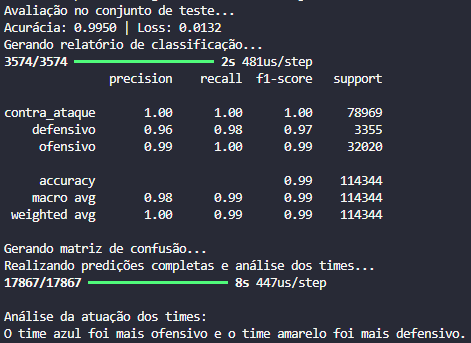 Avaliação no conjunto de teste...
Acurácia: 0.9950 | Loss: 0.0132
Gerando relatório de classificação...
3574/3574 ━━━━━━━━━━━━━━━━━━━━ 2s 481us/step
precision recall f1-score support
contra_ataque 1.00 1.00 1.00 78969
defensivo 0.96 0.98 0.97 3355
ofensivo 0.99 1.00 0.99 32020
accuracy 0.99 114344
macro avg 0.98 0.99 0.99 114344
weighted avg 1.00 0.99 0.99 114344
Gerando matriz de confusão...
Realizando predições completas e análise dos times...
17867/17867 ━━━━━━━━━━━━━━━━━━━━ 8s 447us/step
Análise da atuação dos times:
O time azul foi mais ofensivo e o time amarelo foi mais defensivo.